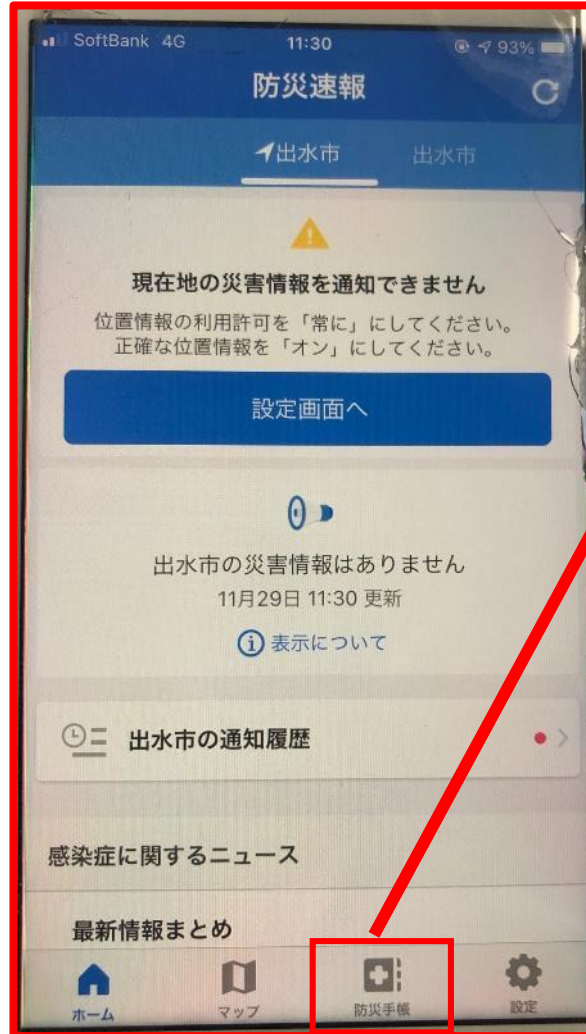 SoftBank 4G 11:30 93%
防災速報
出水市 出水市
現在地の災害情報を通知できません
位置情報の利用許可を「常に」にしてください。
正確な位置情報を「オン」にしてください。
設定画面へ
出水市の災害情報はありません
11月29日 11:30 更新
表示について
出水市の通知履歴
感染症に関するニュース
最新情報まとめ
ホーム マップ 防災手帳 設定